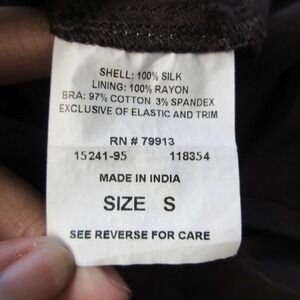 SHELL: 100% SILK
LINING: 100% RAYON
BRA: 97% COTTON 3% SPANDEX
EXCLUSIVE OF ELASTIC AND TRIM
RN # 79913
15241-95 118354
MADE IN INDIA
SIZE S
SEE REVERSE FOR CARE